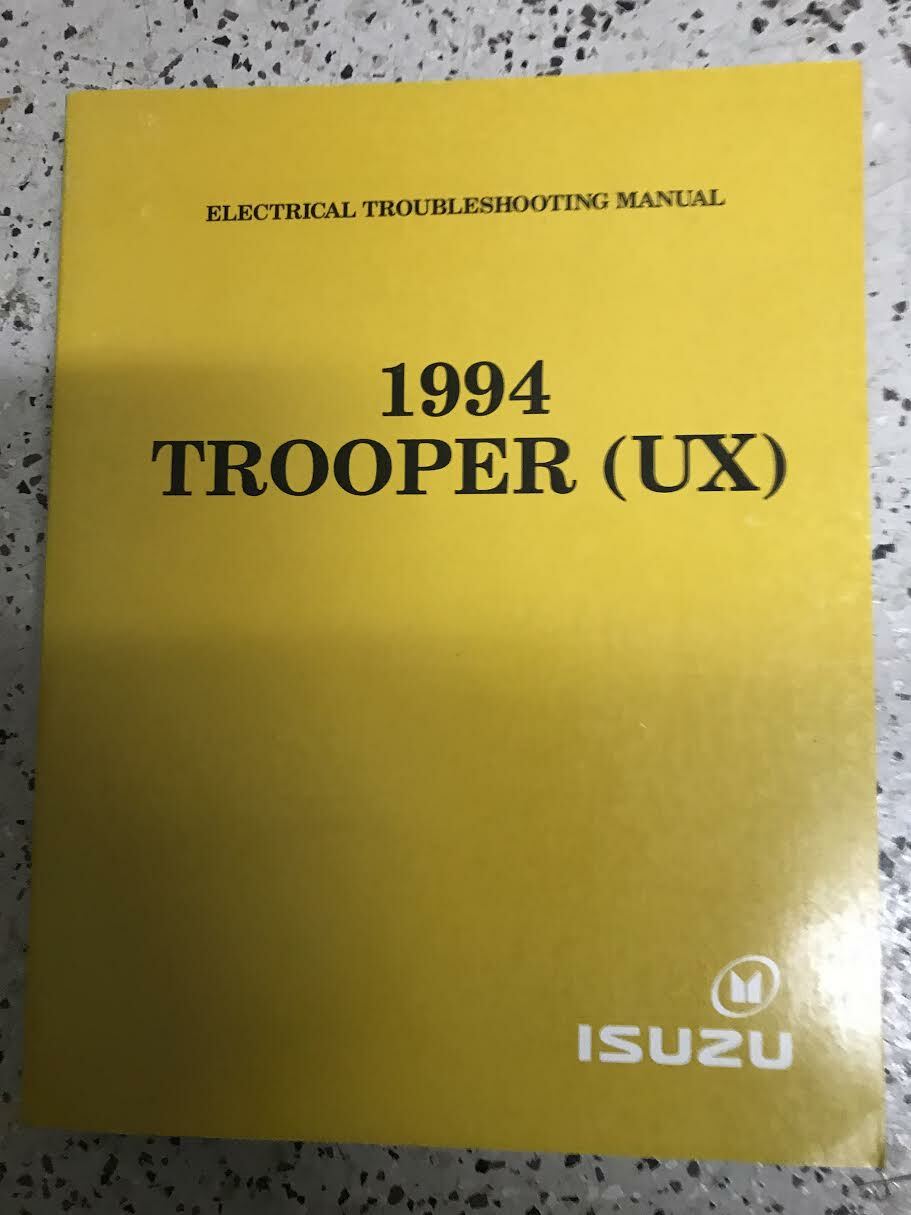 ELECTRICAL TROUBLESHOOTING MANUAL
1994
TROOPER (UX)
ISUZU